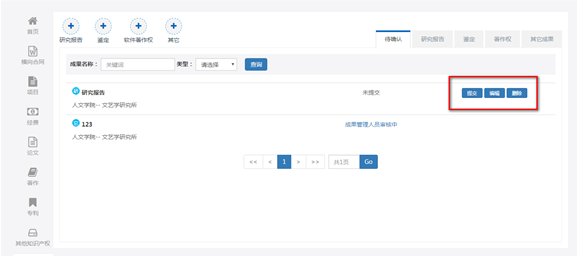 首页
横向合同
项目
经费
论文
著作
专利
其他知识产权
研究报告 鉴定 软件著作权 其它
待确认 研究报告 鉴定 著作权 其它成果
成果名称： 关键词 类型： 请选择 查询
研究报告 未提交 提交 编辑 删除
人文学院-- 文艺学研究所
123 成果管理人员审核中
人文学院-- 文艺学研究所
<< < 1 > >> 共1页 Go